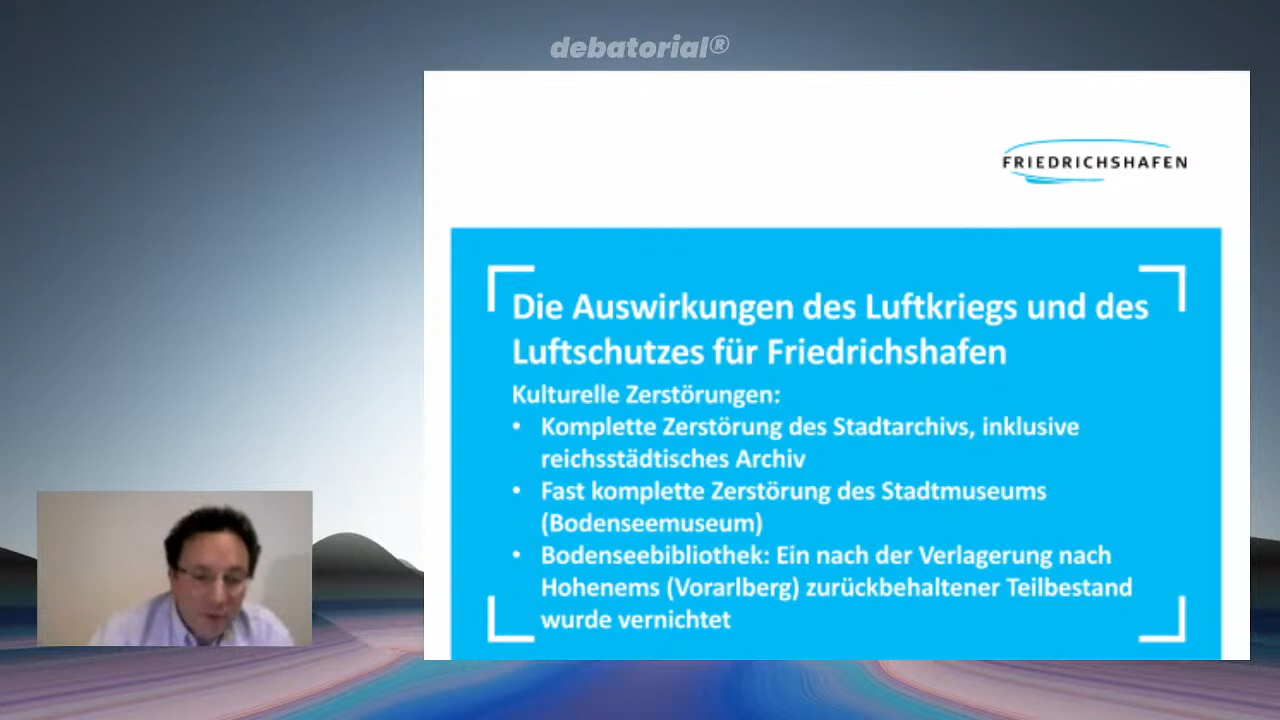 debatorial®
FRIEDRICHSHAFEN
Die Auswirkungen des Luftkriegs und des
Luftschutzes für Friedrichshafen
Kulturelle Zerstörungen:
• Komplette Zerstörung des Stadtarchivs, inklusive
reichsstädtisches Archiv
• Fast komplette Zerstörung des Stadtmuseums
(Bodenseemuseum)
• Bodenseebibliothek: Ein nach der Verlagerung nach
Hohenems (Vorarlberg) zurückbehaltener Teilbestand
wurde vernichtet